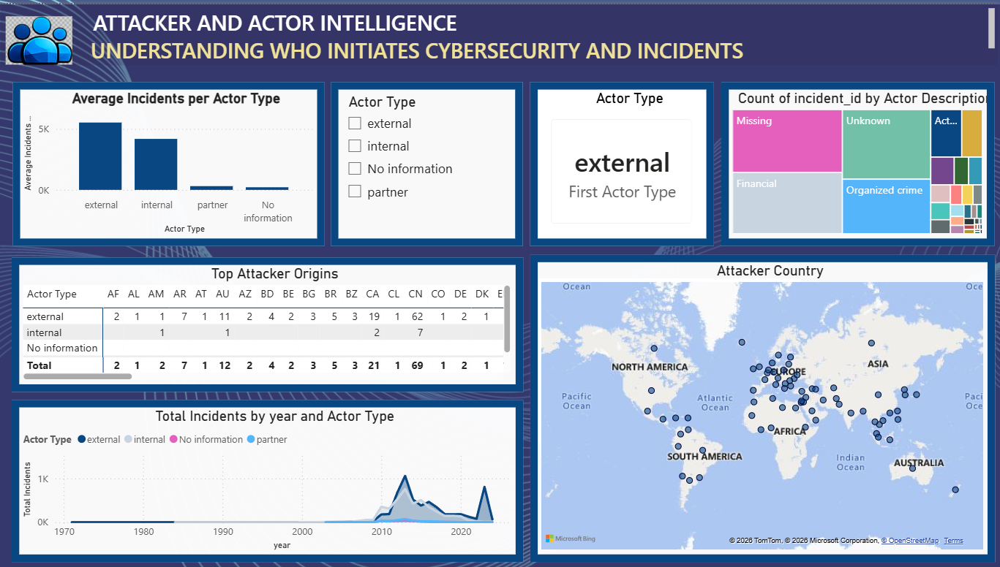 ATTACKER AND ACTOR INTELLIGENCE
UNDERSTANDING WHO INITIATES CYBERSECURITY AND INCIDENTS
Average Incidents per Actor Type
Average Incidents ...
5K
0K
external internal partner No information
Actor Type
Actor Type
external
internal
No information
partner
Actor Type
external
First Actor Type
Count of incident_id by Actor Description
Missing
Unknown
Act...
Financial
Organized crime
Top Attacker Origins
Actor Type AF AL AM AR AT AU AZ BD BE BG BR BZ CA CL CN CO DE DK E
external 2 1 1 7 1 11 2 4 2 3 5 3 19 1 62 1 2 1
internal 1 1 2 7
No information
Total 2 1 2 7 1 12 2 4 2 3 5 3 21 1 69 1 2 1
Total Incidents by year and Actor Type
Actor Type external internal No information partner
Total Incidents
1K
0K
1970 1980 1990 2000 2010 2020
year
Attacker Country
Ocean
Oce
NORTH AMERICA
EUROPE
ASIA
Pacific
Ocean
Atlantic
Ocean
Paci
Oce
AFRICA
SOUTH AMERICA
Indian
Ocean
AUSTRALIA
Microsoft Bing
© 2026 TomTom, © 2026 Microsoft Corporation, © OpenStreetMap Terms